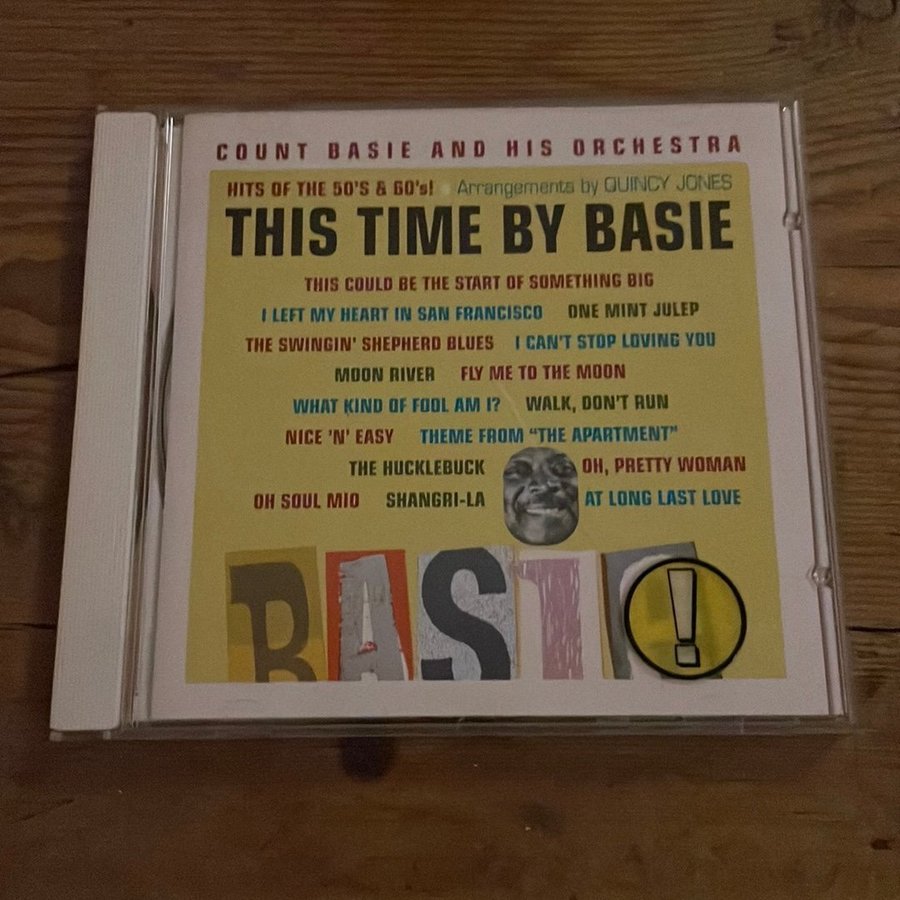 COUNT BASIE AND HIS ORCHESTRA
HITS OF THE 50'S & 60's! • Arrangements by QUINCY JONES
THIS TIME BY BASIE
THIS COULD BE THE START OF SOMETHING BIG
I LEFT MY HEART IN SAN FRANCISCO ONE MINT JULEP
THE SWINGIN' SHEPHERD BLUES I CAN'T STOP LOVING YOU
MOON RIVER FLY ME TO THE MOON
WHAT KIND OF FOOL AM I? WALK, DON'T RUN
NICE 'N' EASY THEME FROM "THE APARTMENT"
THE HUCKLEBUCK OH, PRETTY WOMAN
OH SOUL MIO SHANGRI-LA AT LONG LAST LOVE
BASIE!